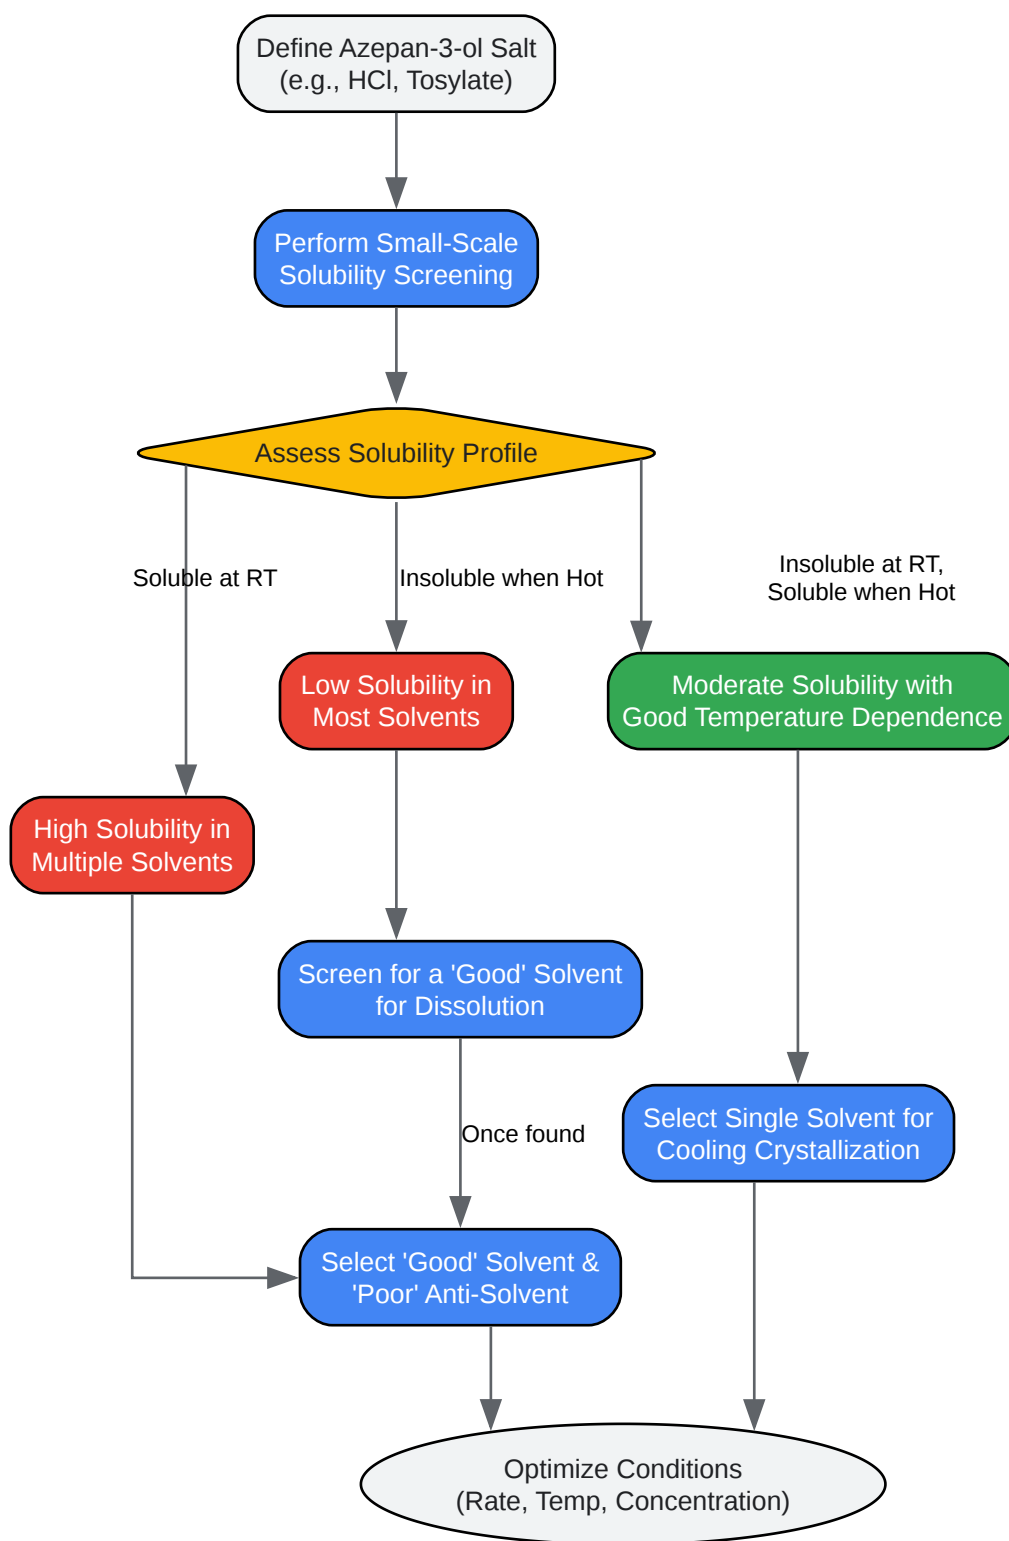 Define Azepan-3-ol Salt
(e.g., HCl, Tosylate)
Perform Small-Scale
Solubility Screening
Assess Solubility Profile
Soluble at RT
Insoluble when Hot
Insoluble at RT,
Soluble when Hot
Low Solubility in
Most Solvents
Moderate Solubility with
Good Temperature Dependence
High Solubility in
Multiple Solvents
Screen for a 'Good' Solvent
for Dissolution
Once found
Select Single Solvent for
Cooling Crystallization
Select 'Good' Solvent &
'Poor' Anti-Solvent
Optimize Conditions
(Rate, Temp, Concentration)